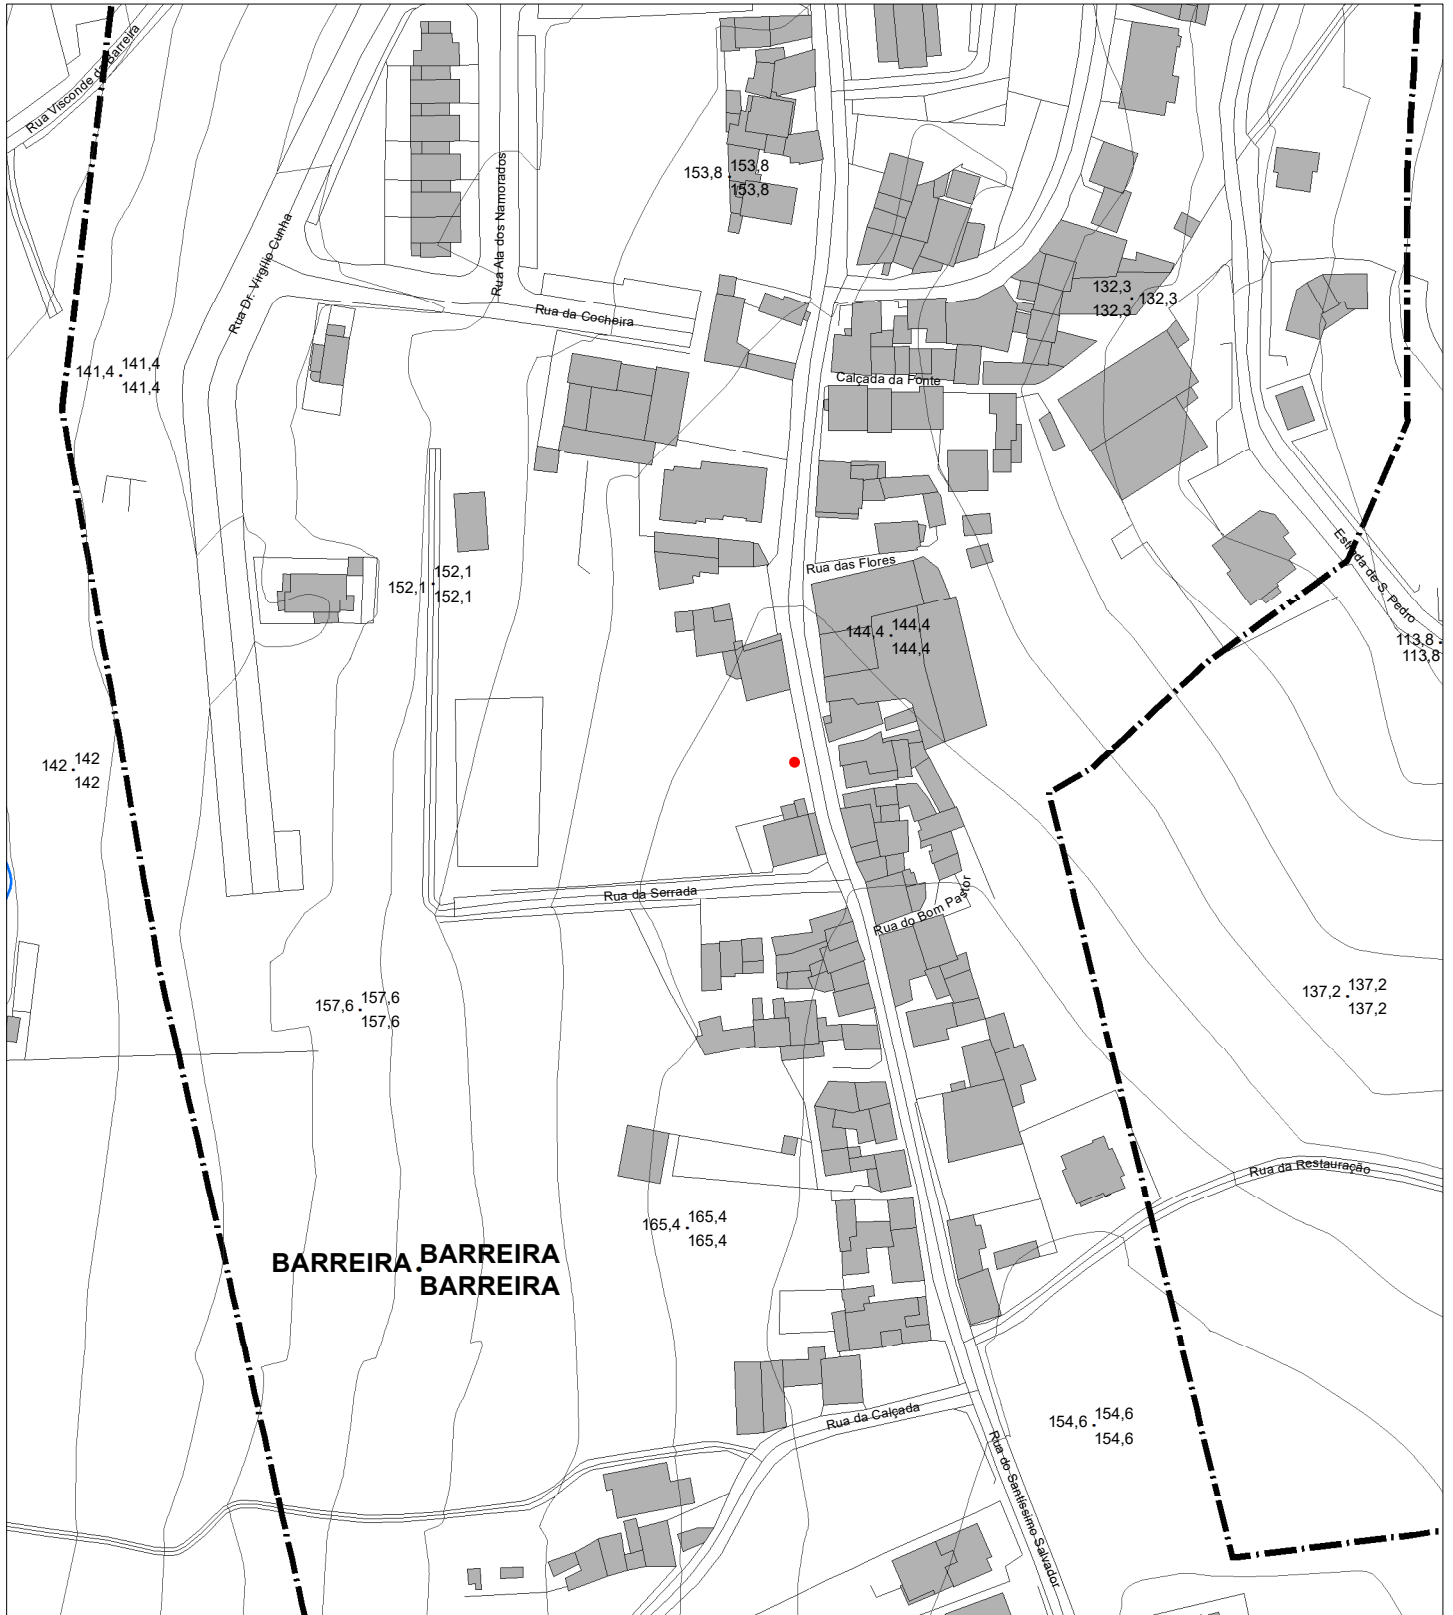 Rua Visconde da Barreira
Rua Dr. Virgílio Cunha
Rua Ala dos Namorados
153,8 153,8
153,8
Rua da Cocheira
132,3
132,3
132,3
141,4 141,4
141,4
Calçada da Fonte
Rua das Flores
152,1
152,1
152,1
Estrada de S. Pedro
144,4 144,4
144,4
113,8
113,8
142 142
142
Rua da Serrada
Rua do Bom Pastor
137,2 137,2
137,2
157,6 157,6
157,6
Rua da Restauração
165,4 165,4
165,4
BARREIRA BARREIRA
BARREIRA
Rua da Calçada
154,6 154,6
154,6
Rua do Santíssimo Salvador